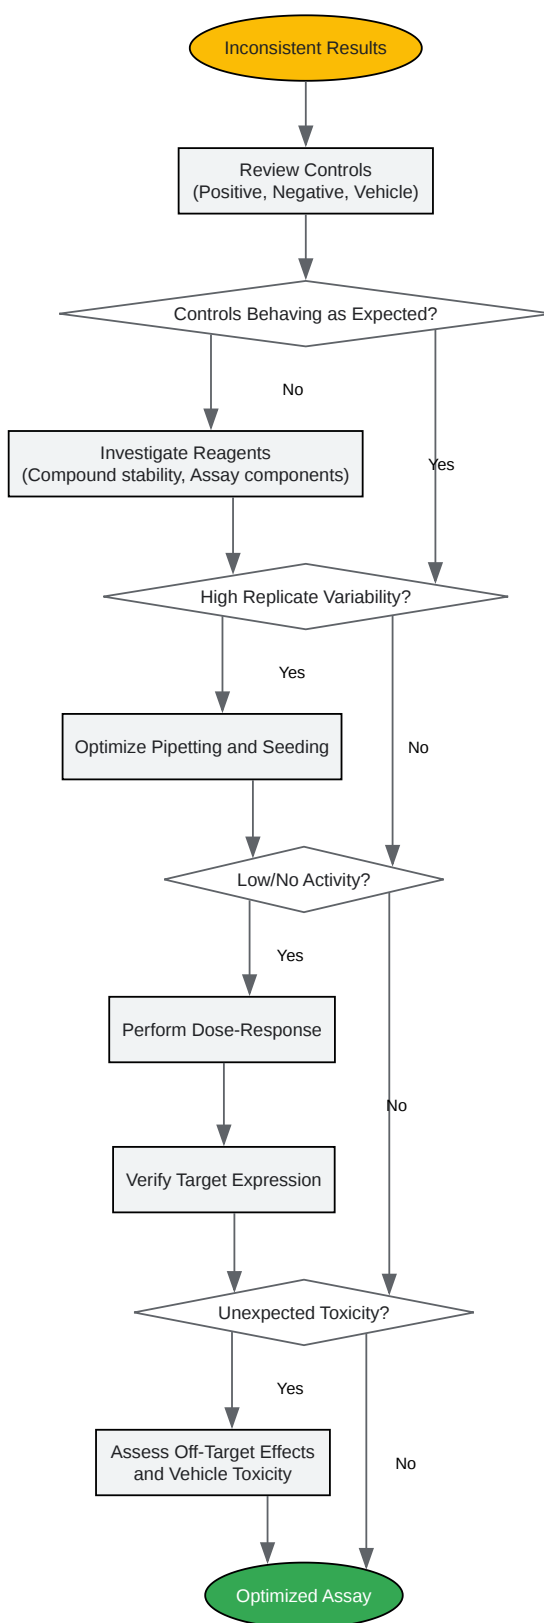 Inconsistent Results
Review Controls
(Positive, Negative, Vehicle)
Controls Behaving as Expected?
No
Investigate Reagents
(Compound stability, Assay components)
Yes
High Replicate Variability?
Yes
Optimize Pipetting and Seeding
No
Low/No Activity?
Yes
Perform Dose-Response
No
Verify Target Expression
Unexpected Toxicity?
Yes
Assess Off-Target Effects
and Vehicle Toxicity
No
Optimized Assay